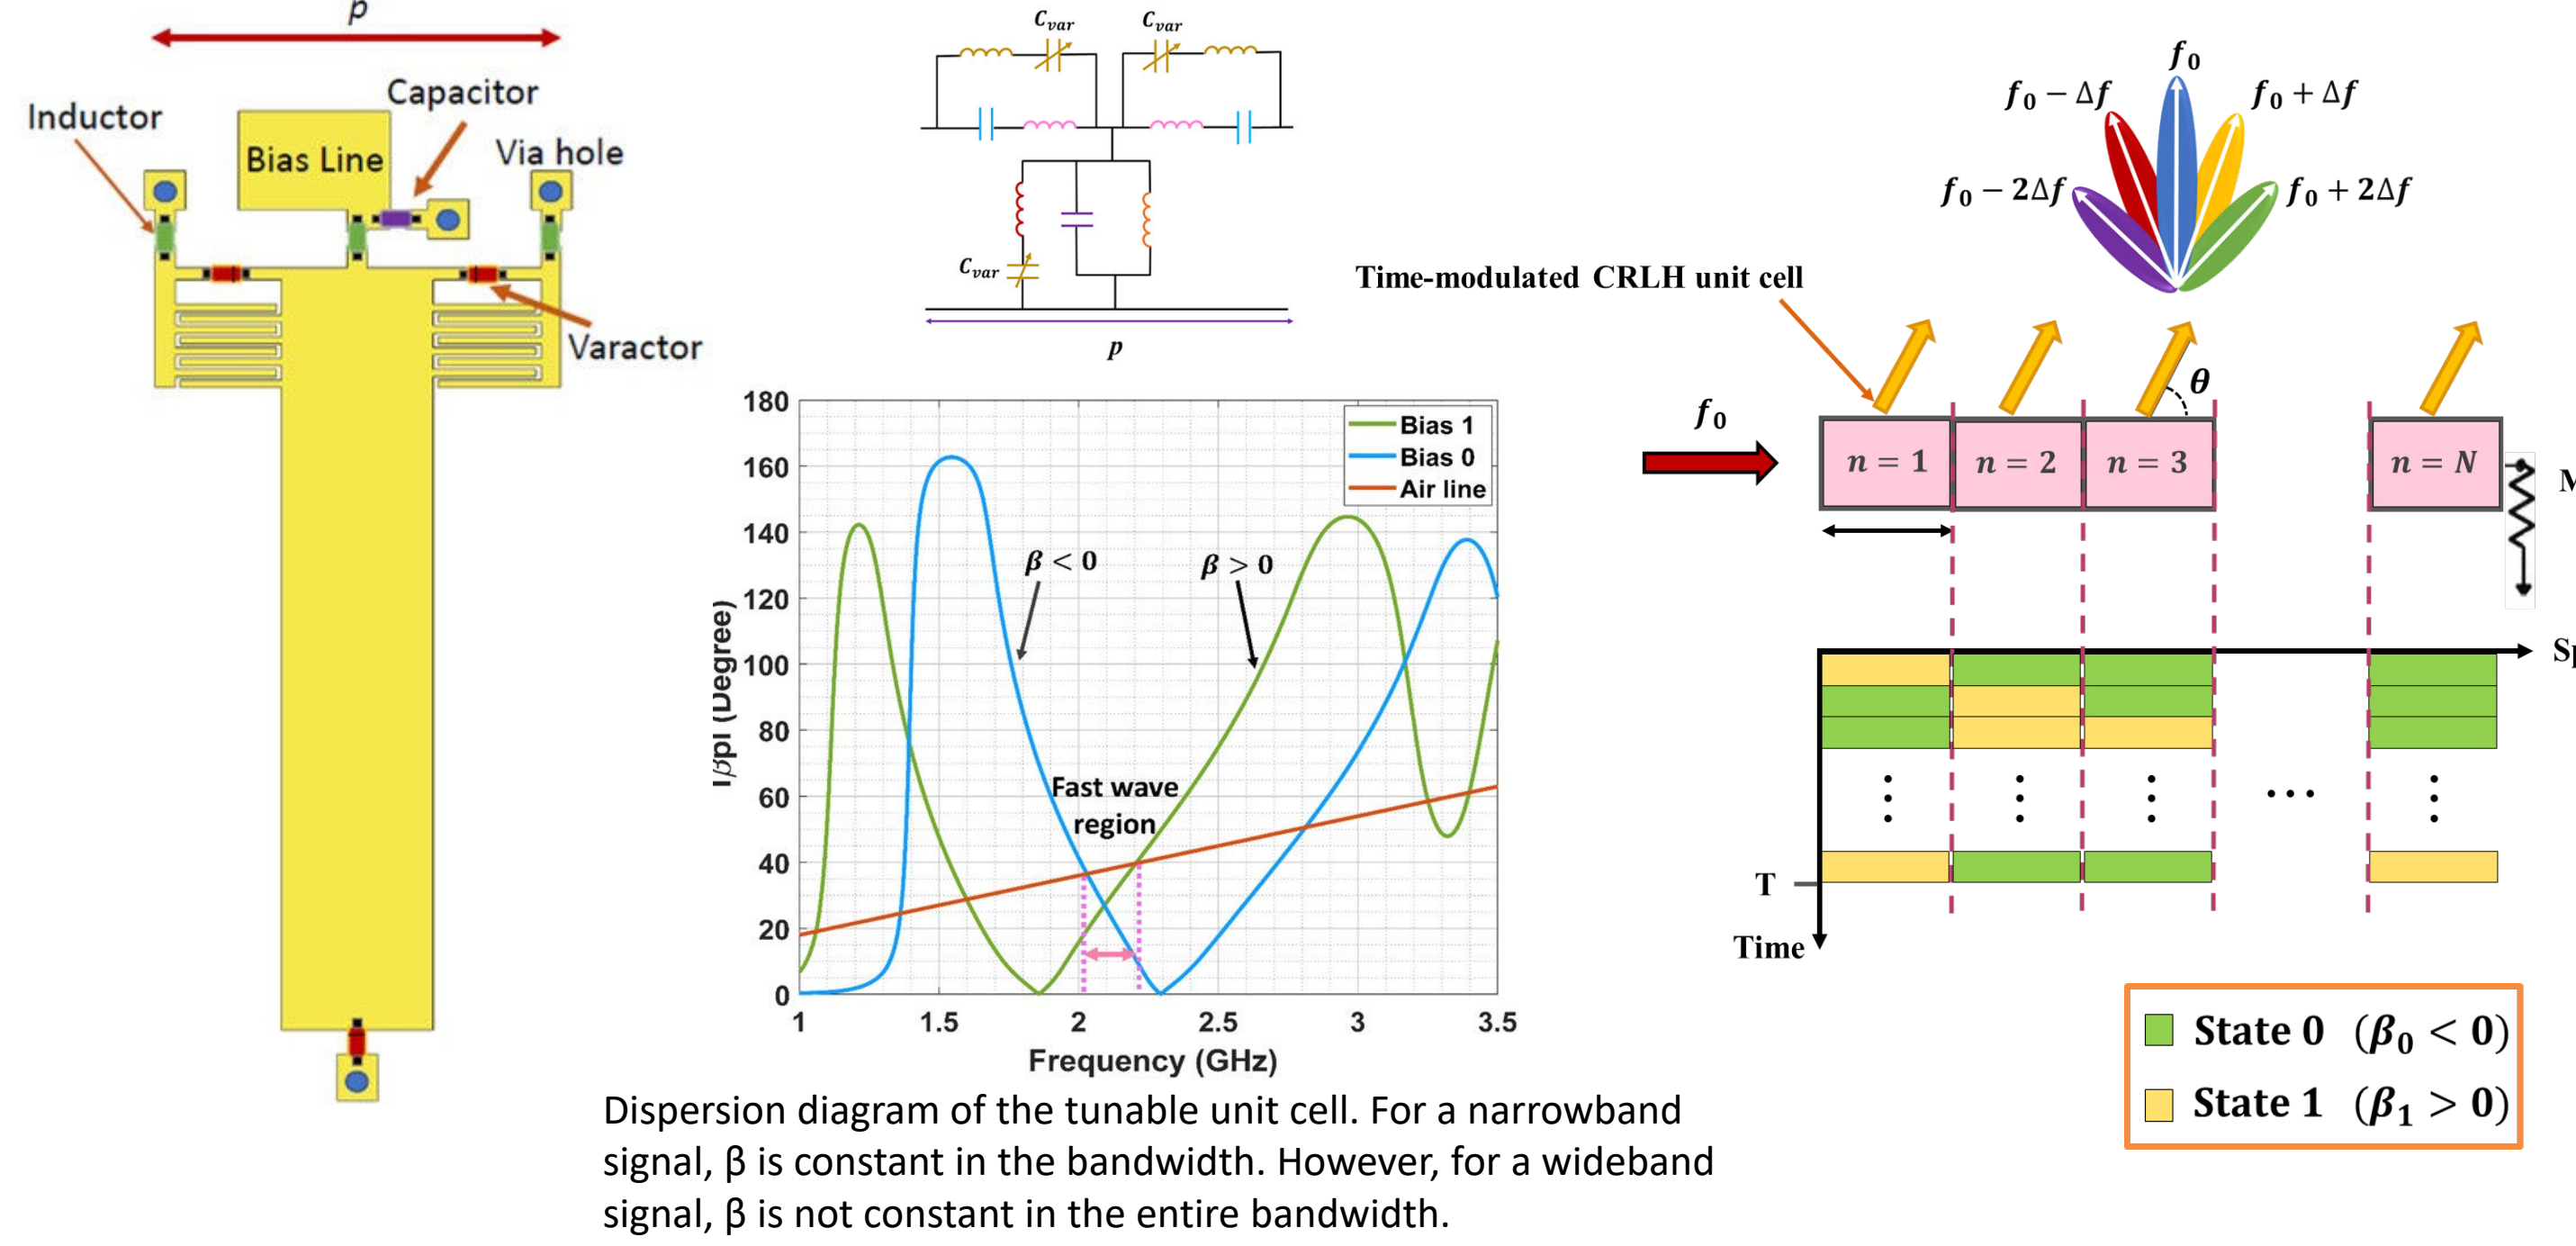 p
Inductor
Capacitor
Bias Line
Via hole
Varactor
C_var
C_var
C_var
p
180
160
140
120
100
80
60
40
20
0
1
1.5
2
2.5
3
3.5
|βp| (Degree)
Frequency (GHz)
Bias 1
Bias 0
Air line
β < 0
β > 0
Fast wave
region
Dispersion diagram of the tunable unit cell. For a narrowband
signal, β is constant in the bandwidth. However, for a wideband
signal, β is not constant in the entire bandwidth.
f₀
f₀ − Δf
f₀ + Δf
f₀ − 2Δf
f₀ + 2Δf
Time-modulated CRLH unit cell
f₀
θ
n = 1
n = 2
n = 3
n = N
T
Time
State 0 (β₀ < 0)
State 1 (β₁ > 0)